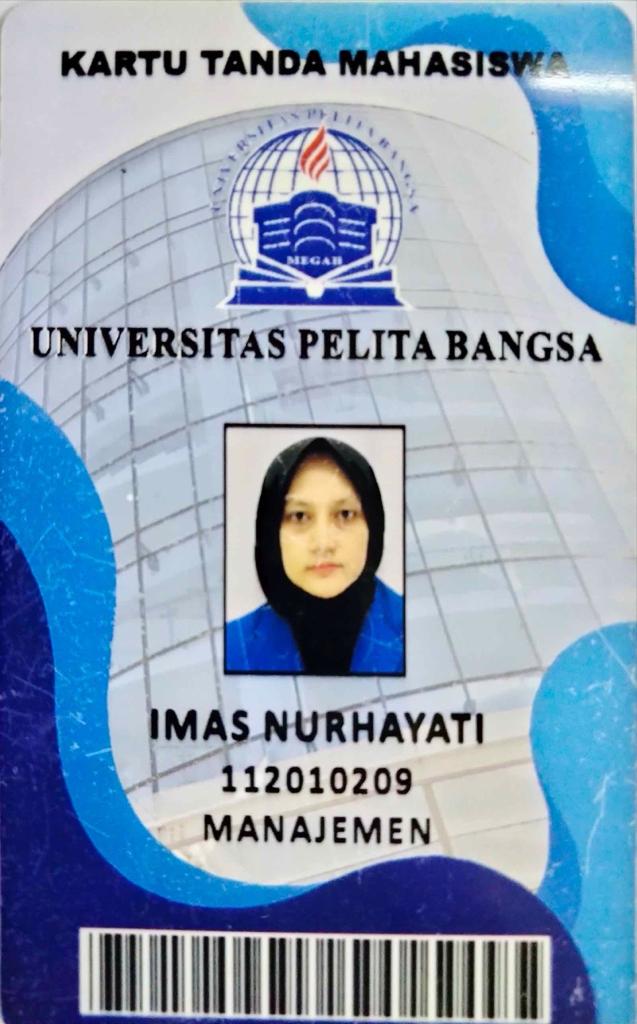 KARTU TANDA MAHASISWA
UNIVERSITAS PELITA BANGSA
MEGAH
UNIVERSITAS PELITA BANGSA
IMAS NURHAYATI
112010209
MANAJEMEN